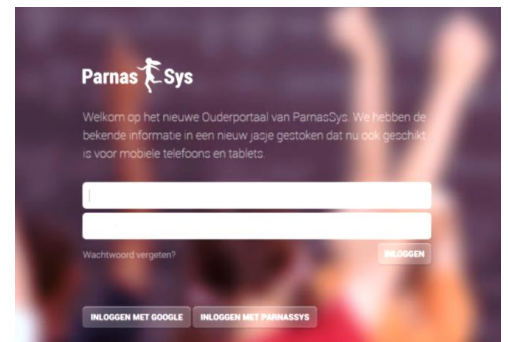 ParnasSys
Welkom op het nieuwe Ouderportaal van ParnasSys. We hebben de
bekende informatie in een nieuw jasje gestoken dat nu ook geschikt
is voor mobiele telefoons en tablets.
Wachtwoord vergeten?
INLOGGEN
INLOGGEN MET GOOGLE
INLOGGEN MET PARNASSYS